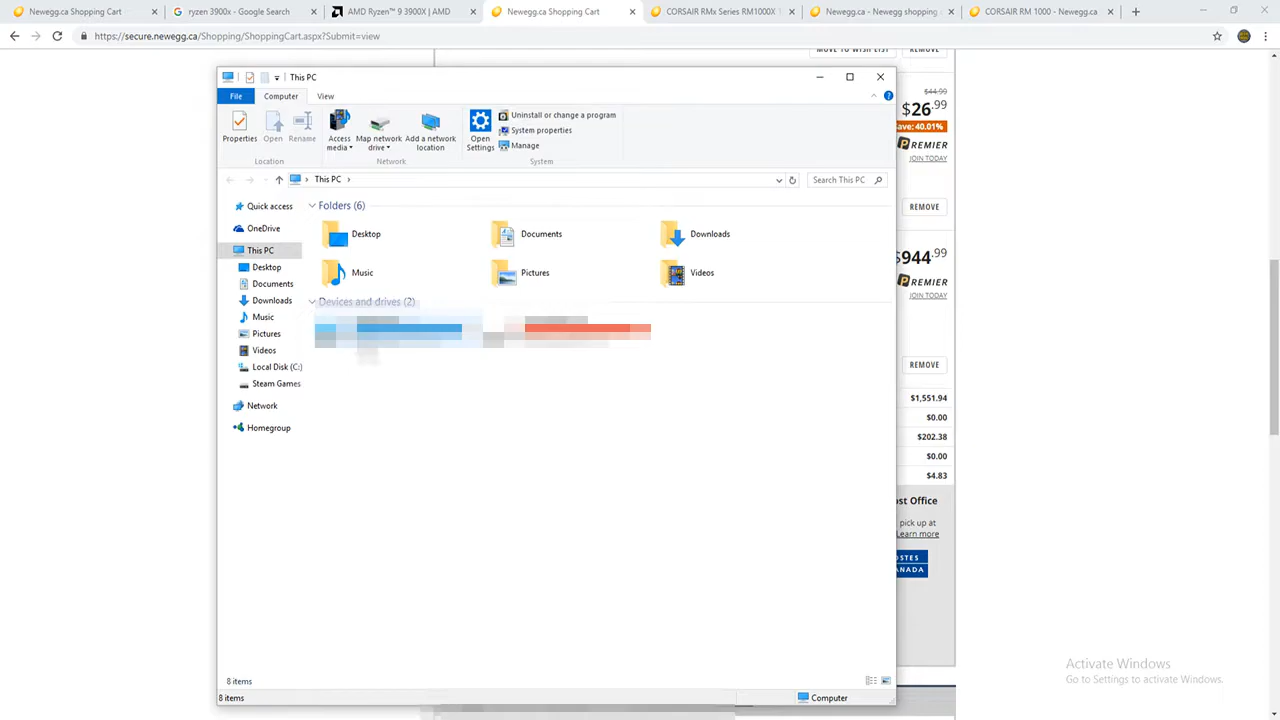 Newegg.ca Shopping Cart
ryzen 3900x - Google Search
AMD Ryzen™ 9 3900X | AMD
Newegg.ca Shopping Cart
CORSAIR RMx Series RM1000X
Newegg.ca - Newegg shopping
CORSAIR RM 1000 - Newegg.ca
https://secure.newegg.ca/Shopping/ShoppingCart.aspx?Submit=view
MOVE TO WISH LIST
REMOVE
This PC
File
Computer
View
Properties
Open
Rename
Location
Access media
Map network drive
Add a network location
Network
Open Settings
Uninstall or change a program
System properties
Manage
System
This PC
Search This PC
Quick access
OneDrive
This PC
Desktop
Documents
Downloads
Music
Pictures
Videos
Local Disk (C:)
Steam Games
Network
Homegroup
Folders (6)
Desktop
Documents
Downloads
Music
Pictures
Videos
Devices and drives (2)
8 items
8 items
Computer
$44.99
$26.99
Save: 40.01%
PREMIER
JOIN TODAY
REMOVE
$944.99
PREMIER
JOIN TODAY
REMOVE
$1,551.94
$0.00
$202.38
$0.00
$4.83
ost Office
pick up at
Learn more
OSTES
ANADA
Activate Windows
Go to Settings to activate Windows.